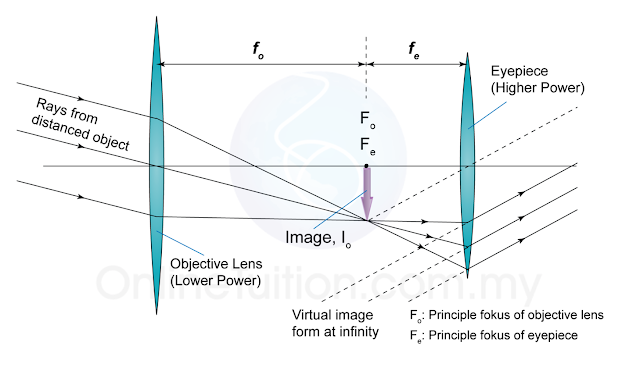 fo
fe
Eyepiece
(Higher Power)
Rays from
distanced object
Fo
Fe
Image, Io
Objective Lens
(Lower Power)
Onlinetuition.com.my
Virtual image
form at infinity
Fo: Principle fokus of objective lens
Fe: Principle fokus of eyepiece